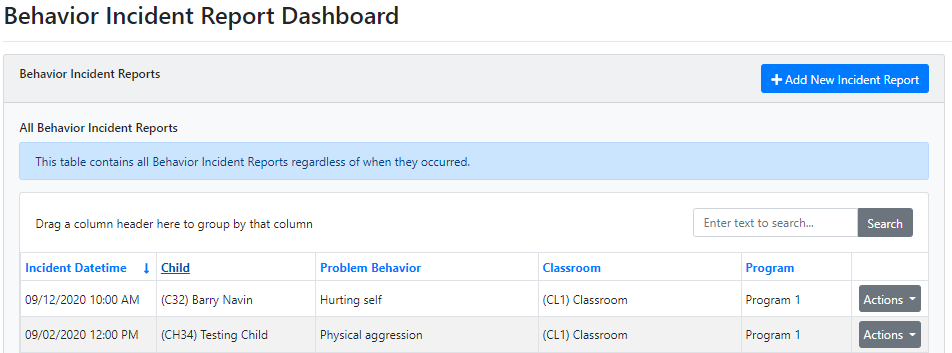 Behavior Incident Report Dashboard
Behavior Incident Reports
Add New Incident Report
All Behavior Incident Reports
This table contains all Behavior Incident Reports regardless of when they occurred.
Drag a column header here to group by that column
Enter text to search... Search
Incident Datetime ↓ Child Problem Behavior Classroom Program
09/12/2020 10:00 AM (C32) Barry Navin Hurting self (CL1) Classroom Program 1 Actions
09/02/2020 12:00 PM (CH34) Testing Child Physical aggression (CL1) Classroom Program 1 Actions